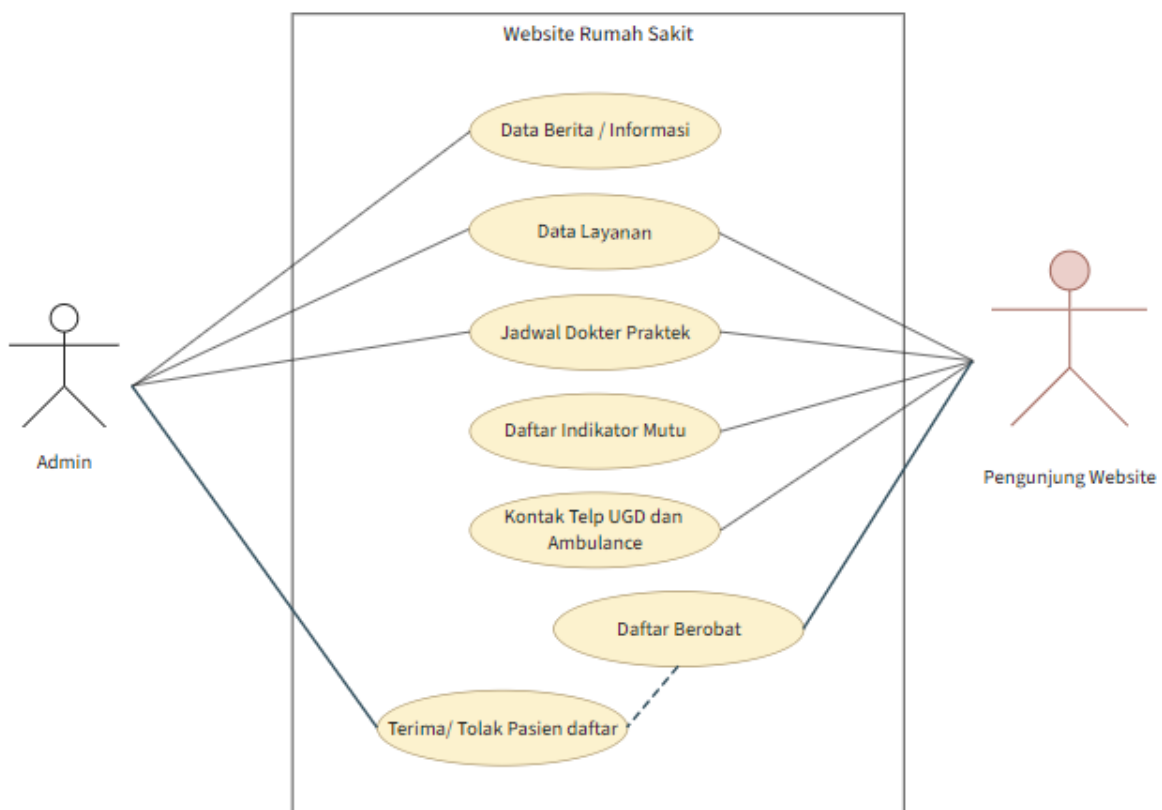 Website Rumah Sakit
Data Berita / Informasi
Data Layanan
Jadwal Dokter Praktek
Daftar Indikator Mutu
Admin
Pengunjung Website
Kontak Telp UGD dan
Ambulance
Daftar Berobat
Terima/ Tolak Pasien daftar